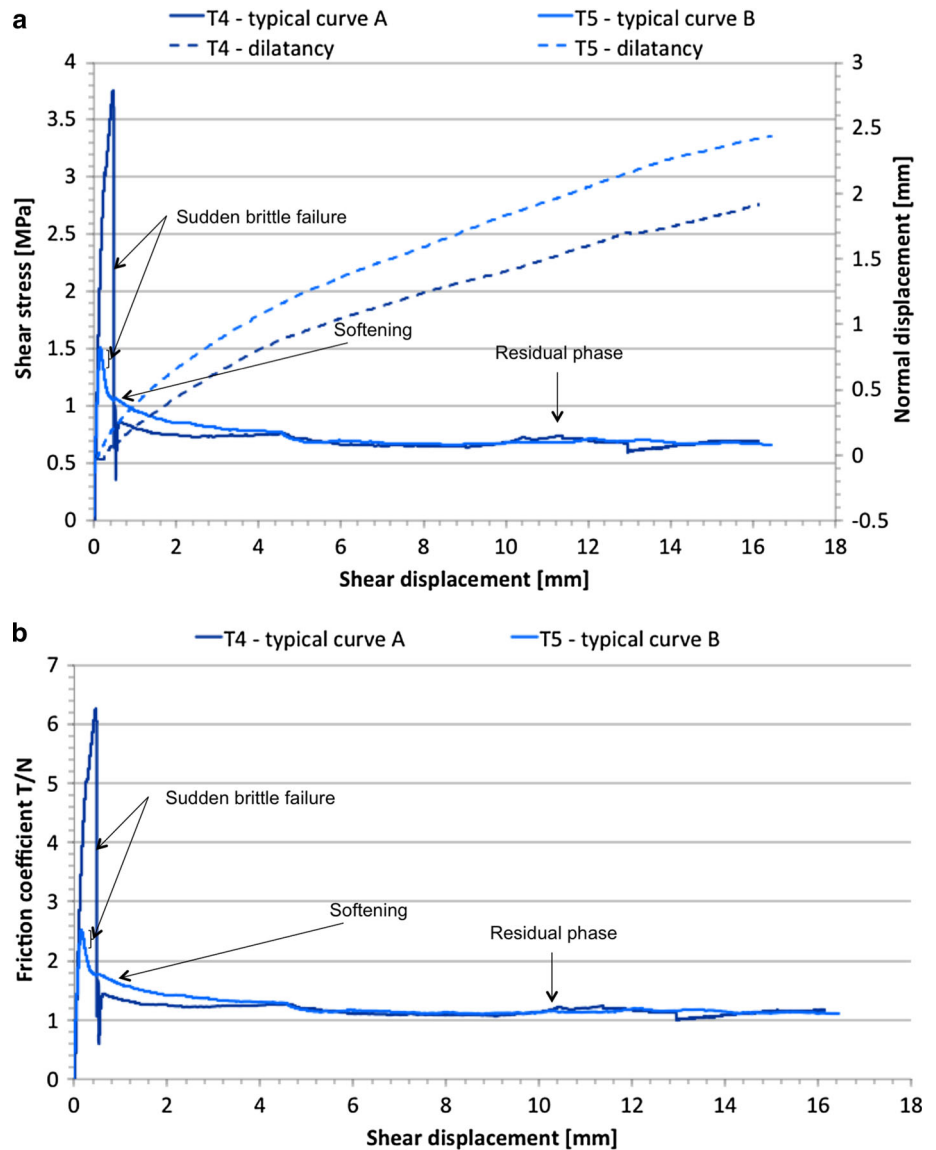 a
T4 - typical curve A
T5 - typical curve B
T4 - dilatancy
T5 - dilatancy
4
3.5
3
2.5
2
1.5
1
0.5
0
Shear stress [MPa]
3
2.5
2
1.5
1
0.5
0
-0.5
Normal displacement [mm]
Sudden brittle failure
Softening
Residual phase
0 2 4 6 8 10 12 14 16 18
Shear displacement [mm]
b
T4 - typical curve A
T5 - typical curve B
7
6
5
4
3
2
1
0
Friction coefficient T/N
Sudden brittle failure
Softening
Residual phase
0 2 4 6 8 10 12 14 16 18
Shear displacement [mm]